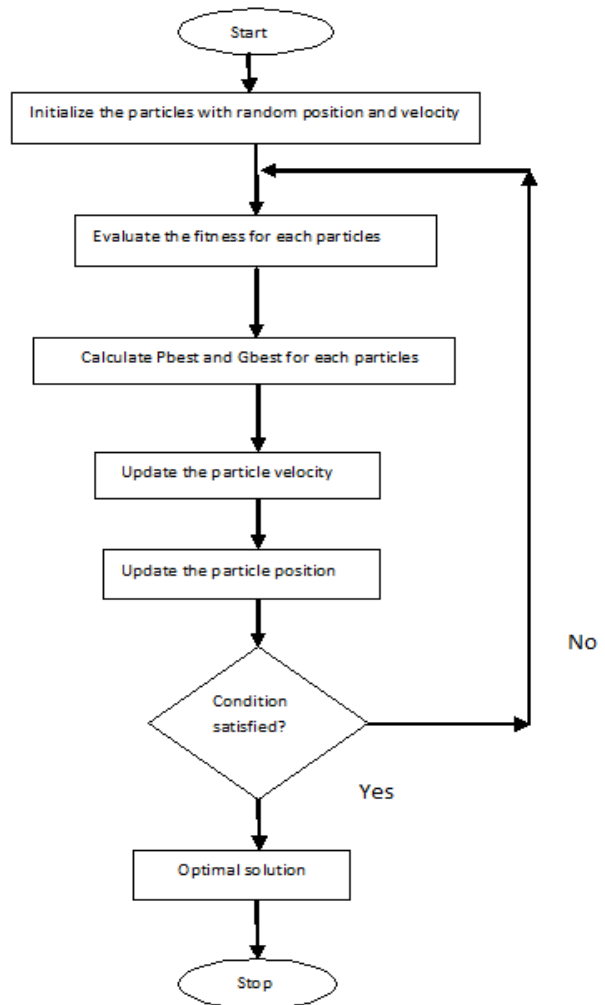 Start
Initialize the particles with random position and velocity
Evaluate the fitness for each particles
Calculate Pbest and Gbest for each particles
Update the particle velocity
Update the particle position
No
Condition
satisfied?
Yes
Optimal solution
Stop